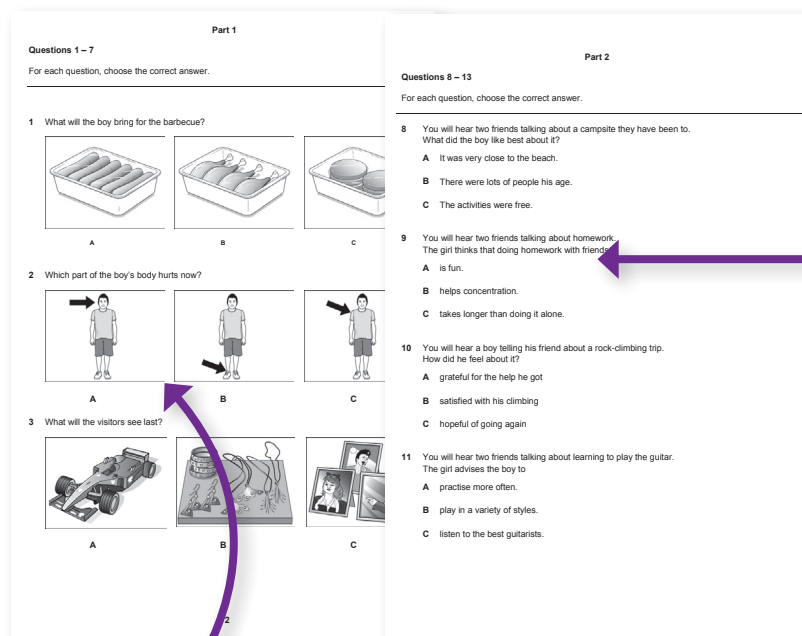 Part 1
Questions 1 – 7
For each question, choose the correct answer.
1 What will the boy bring for the barbecue?
A B C
2 Which part of the boy's body hurts now?
A B C
3 What will the visitors see last?
A B C
2
Part 2
Questions 8 – 13
For each question, choose the correct answer.
8 You will hear two friends talking about a campsite they have been to.
What did the boy like best about it?
A It was very close to the beach.
B There were lots of people his age.
C The activities were free.
9 You will hear two friends talking about homework.
The girl thinks that doing homework with friends
A is fun.
B helps concentration.
C takes longer than doing it alone.
10 You will hear a boy telling his friend about a rock-climbing trip.
How did he feel about it?
A grateful for the help he got
B satisfied with his climbing
C hopeful of going again
11 You will hear two friends talking about learning to play the guitar.
The girl advises the boy to
A practise more often.
B play in a variety of styles.
C listen to the best guitarists.